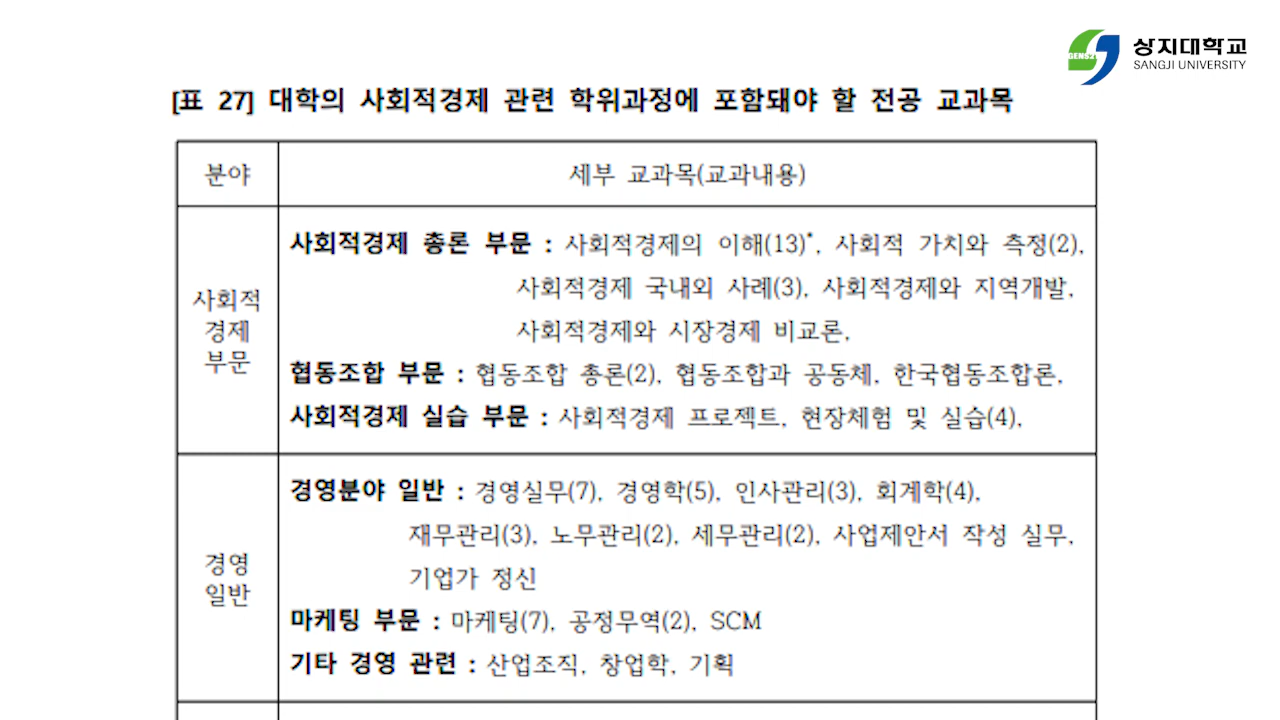 GENSZ
상지대학교
SANGJI UNIVERSITY
[표 27] 대학의 사회적경제 관련 학위과정에 포함돼야 할 전공 교과목
분야
세부 교과목(교과내용)
사회적
경제
부문
사회적경제 총론 부문 : 사회적경제의 이해(13)*, 사회적 가치와 측정(2),
사회적경제 국내외 사례(3), 사회적경제와 지역개발,
사회적경제와 시장경제 비교론,
협동조합 부문 : 협동조합 총론(2), 협동조합과 공동체, 한국협동조합론,
사회적경제 실습 부문 : 사회적경제 프로젝트, 현장체험 및 실습(4),
경영
일반
경영분야 일반 : 경영실무(7), 경영학(5), 인사관리(3), 회계학(4),
재무관리(3), 노무관리(2), 세무관리(2), 사업제안서 작성 실무,
기업가 정신
마케팅 부문 : 마케팅(7), 공정무역(2), SCM
기타 경영 관련 : 산업조직, 창업학, 기획